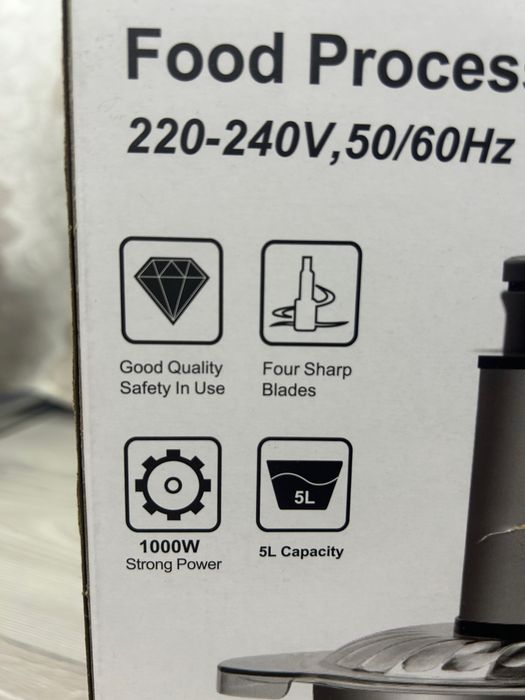 Food Process
220-240V,50/60Hz
Good Quality
Safety In Use
Four Sharp
Blades
5L
1000W
Strong Power
5L Capacity